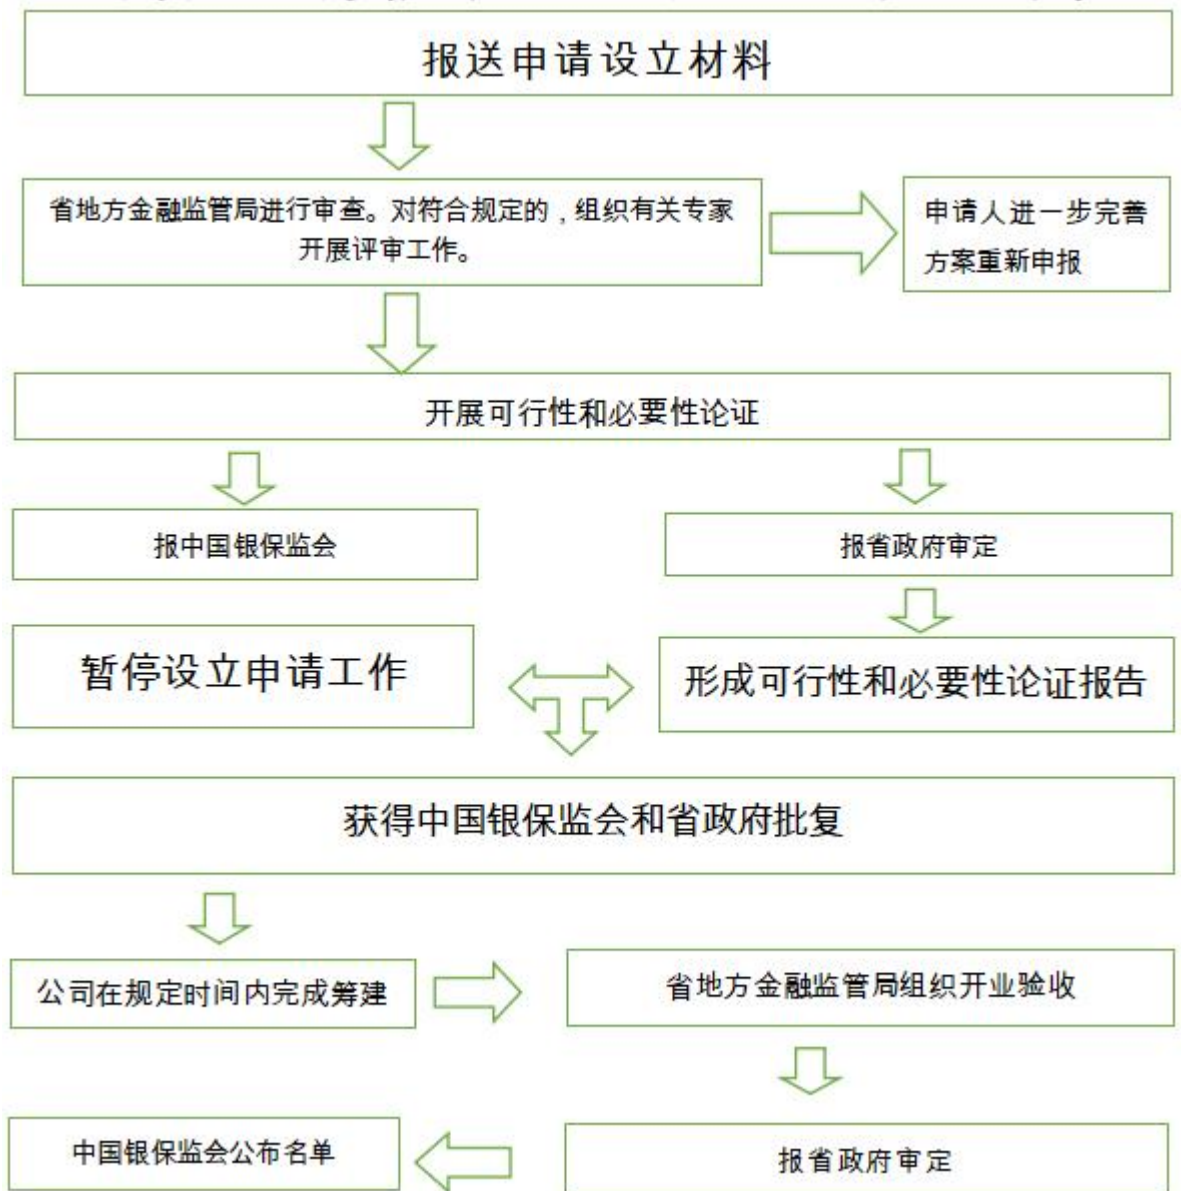 报送申请设立材料
省地方金融监管局进行审查。对符合规定的，组织有关专家
开展评审工作。
申请人进一步完善
方案重新申报
开展可行性和必要性论证
报中国银保监会
报省政府审定
暂停设立申请工作
形成可行性和必要性论证报告
获得中国银保监会和省政府批复
公司在规定时间内完成筹建
省地方金融监管局组织开业验收
中国银保监会公布名单
报省政府审定